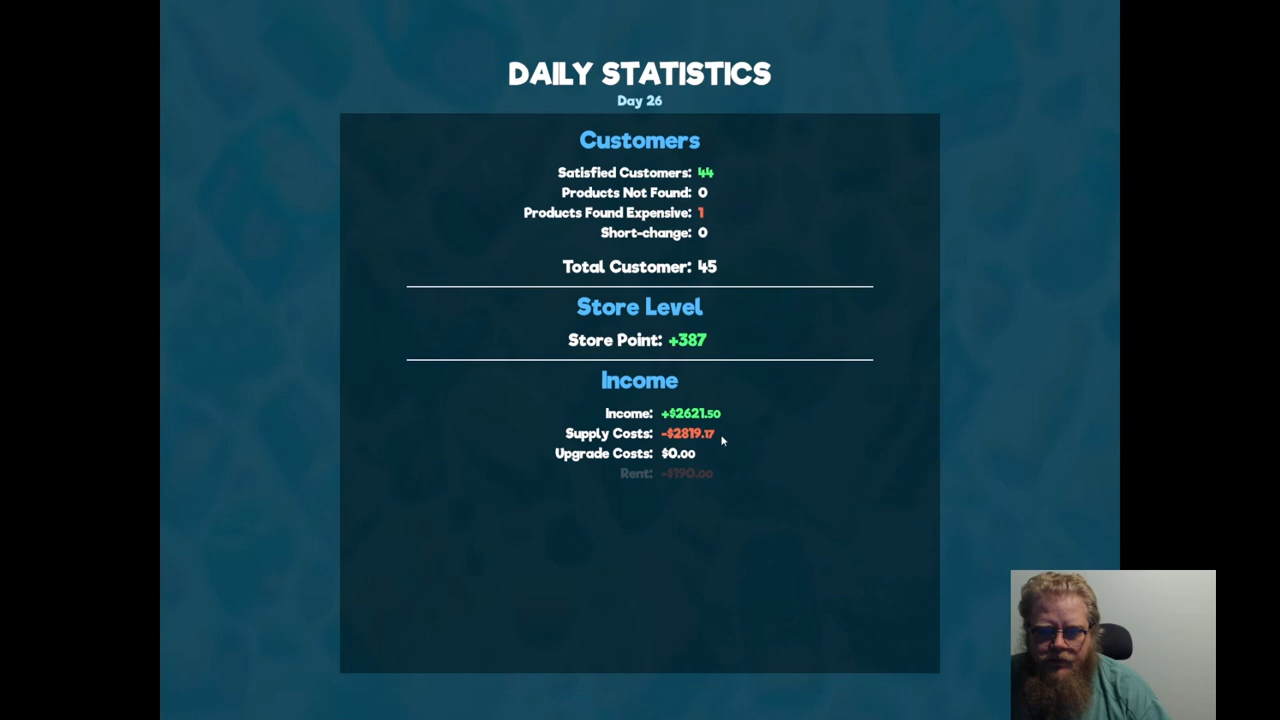 DAILY STATISTICS
Day 26
Customers
Satisfied Customers: 44
Products Not Found: 0
Products Found Expensive: 1
Short-change: 0
Total Customer: 45
Store Level
Store Point: +387
Income
Income: +$2621.50
Supply Costs: -$2819.17
Upgrade Costs: $0.00
Rent: -$190.00